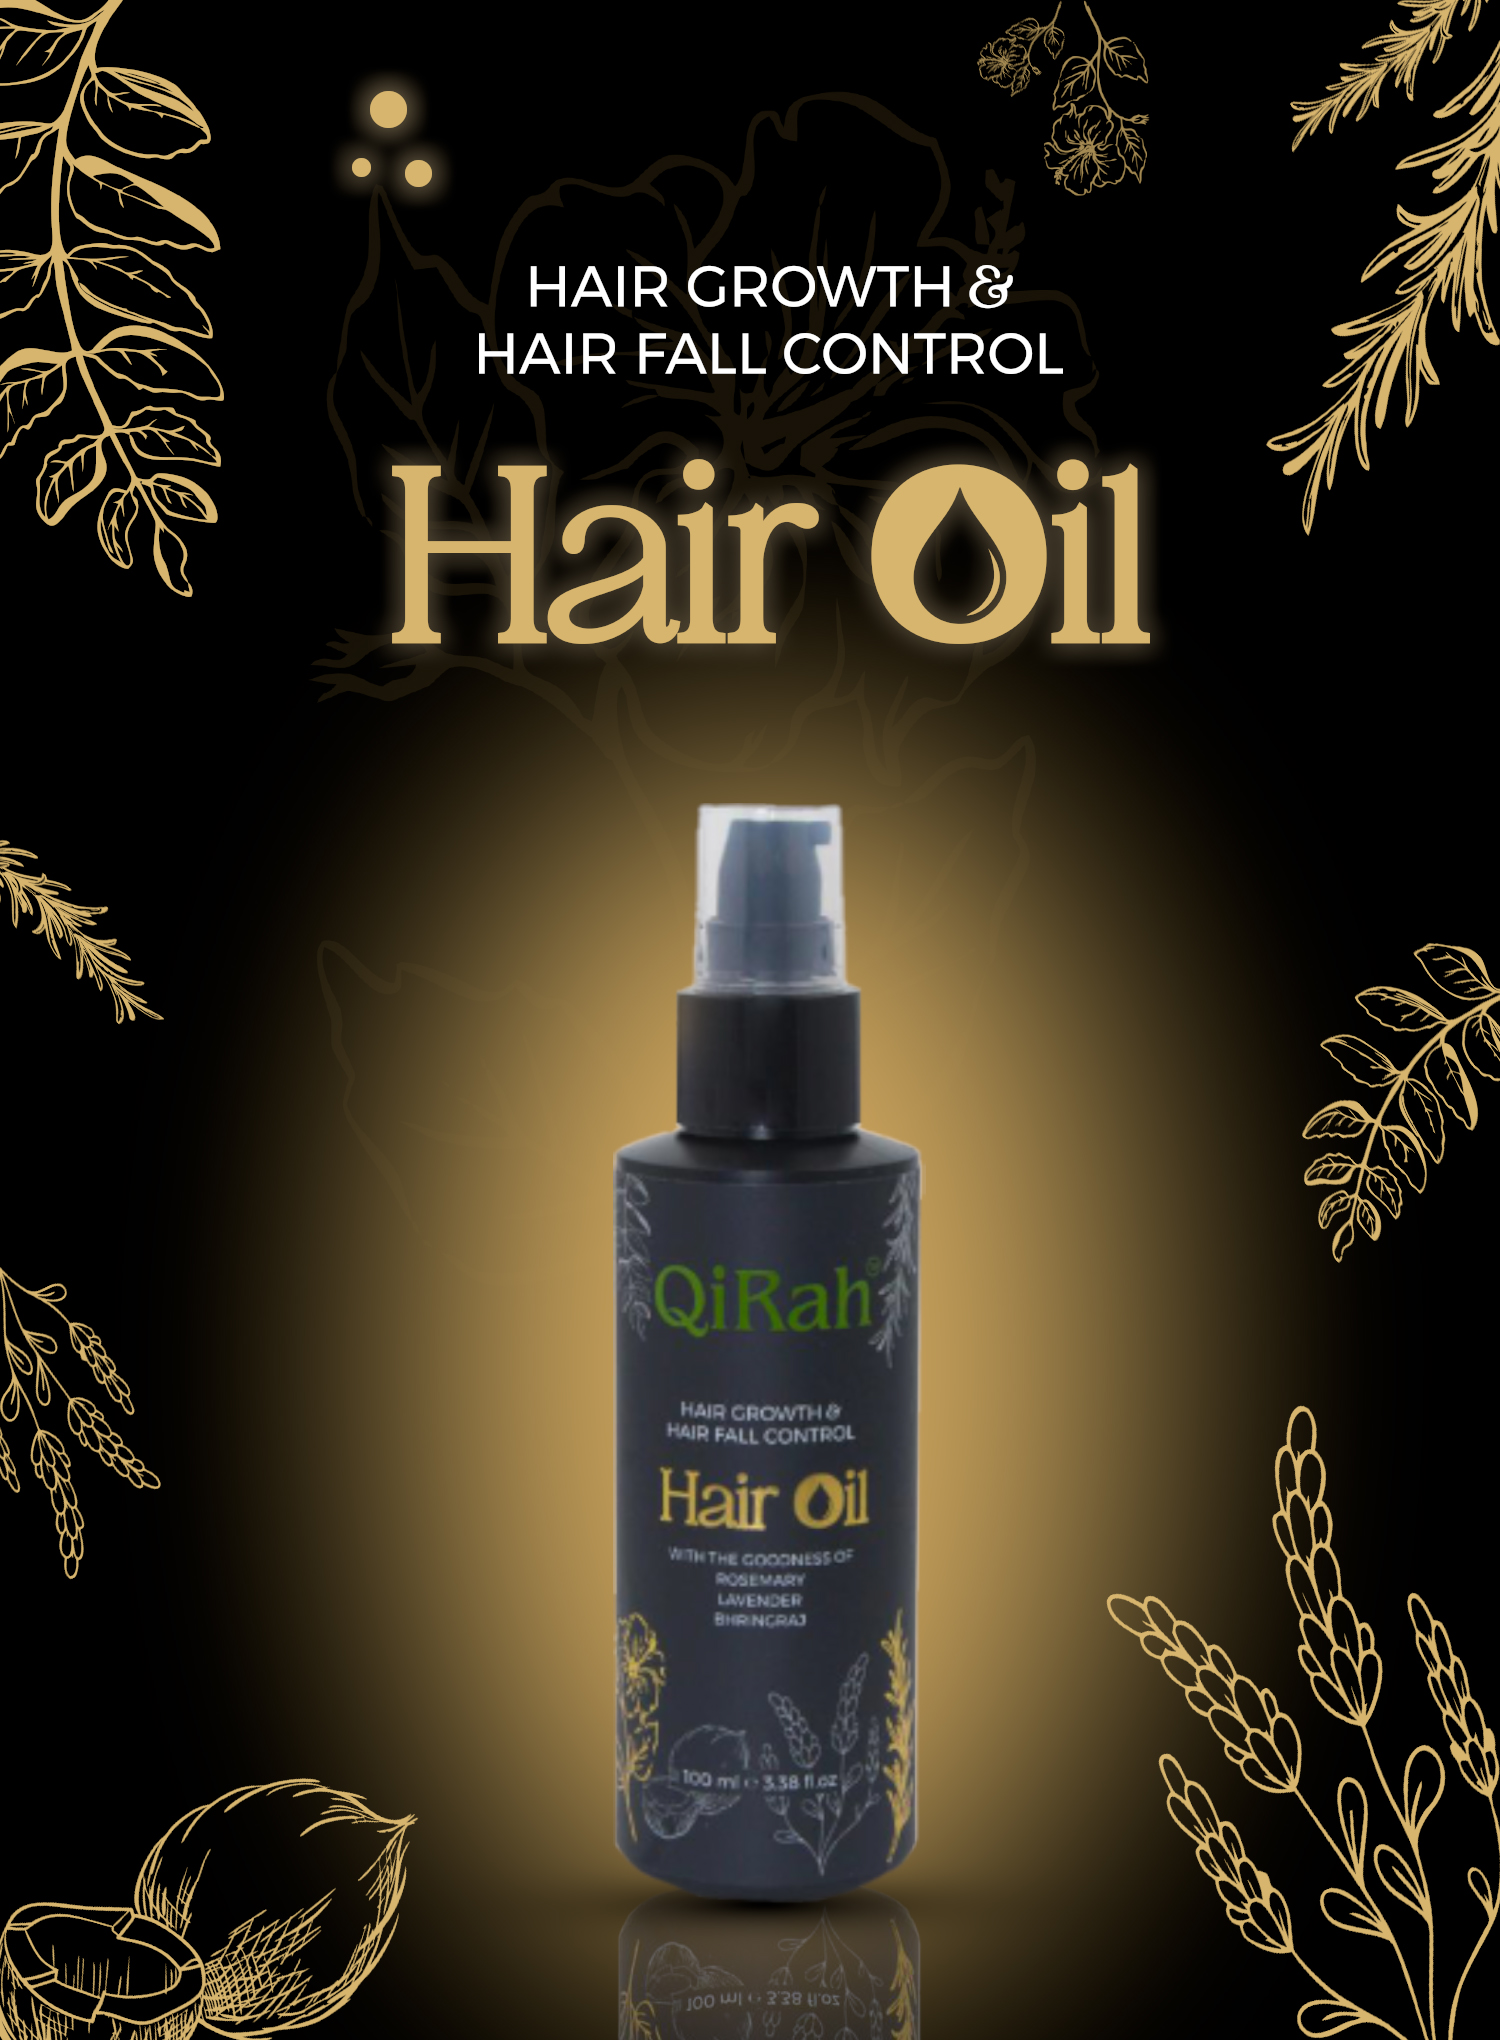 HAIR GROWTH &
HAIR FALL CONTROL
Hair Oil
QiRah
HAIR GROWTH &
HAIR FALL CONTROL
Hair Oil
WITH THE GOODNESS OF
ROSEMARY
LAVENDER
BHRINGRAJ
100 ml e 3.38 fl.oz